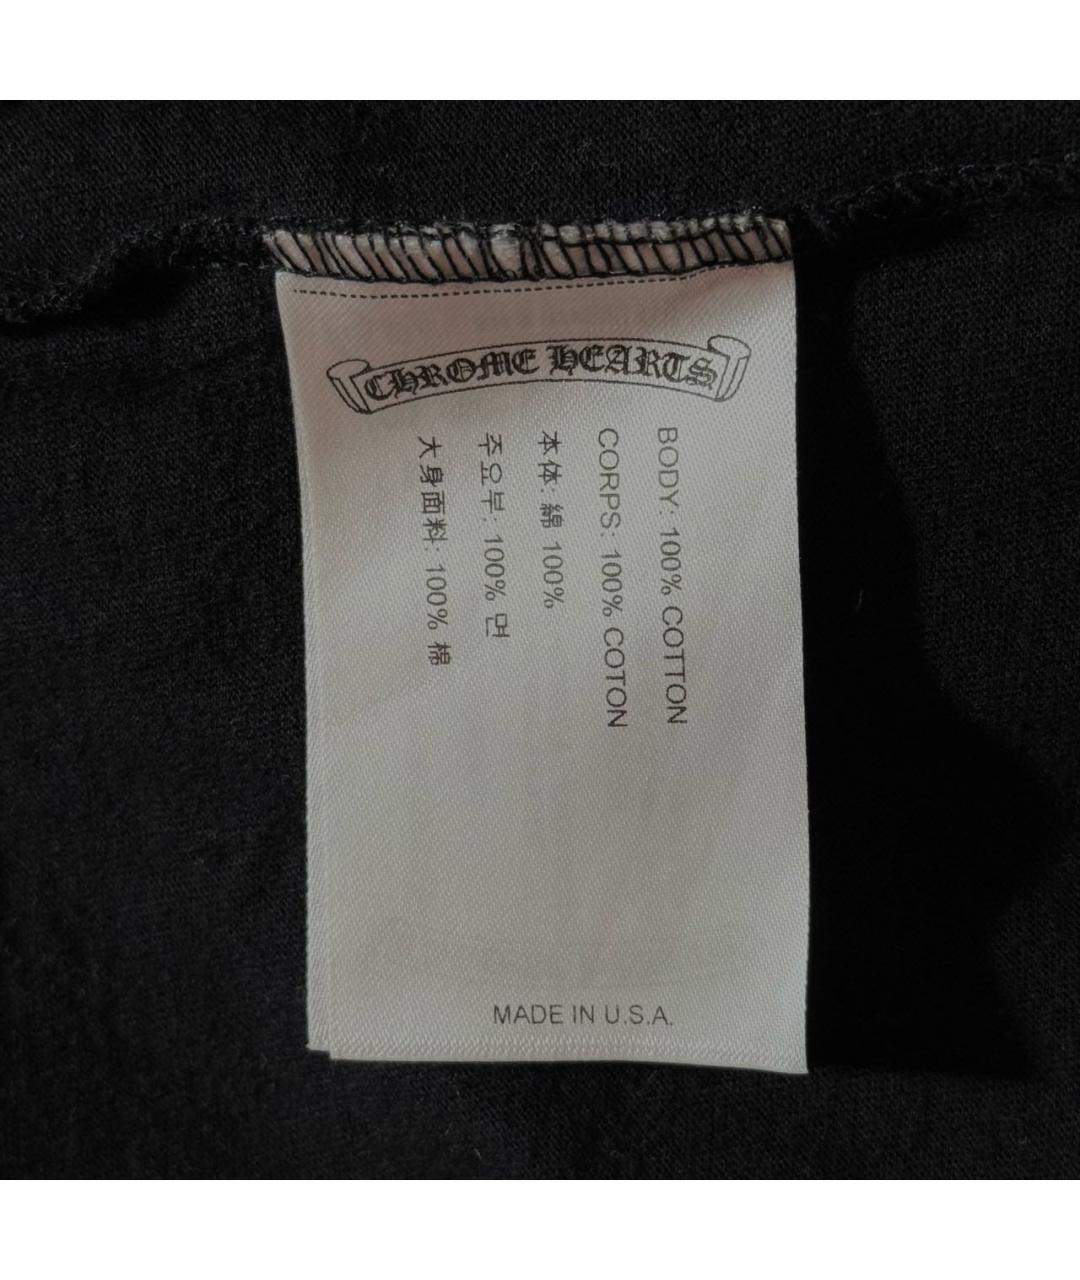 CHROME HEARTS
BODY: 100% COTTON
CORPS: 100% COTON
本体: 綿 100%
주요부: 100% 면
大身面料: 100% 棉
MADE IN U.S.A.